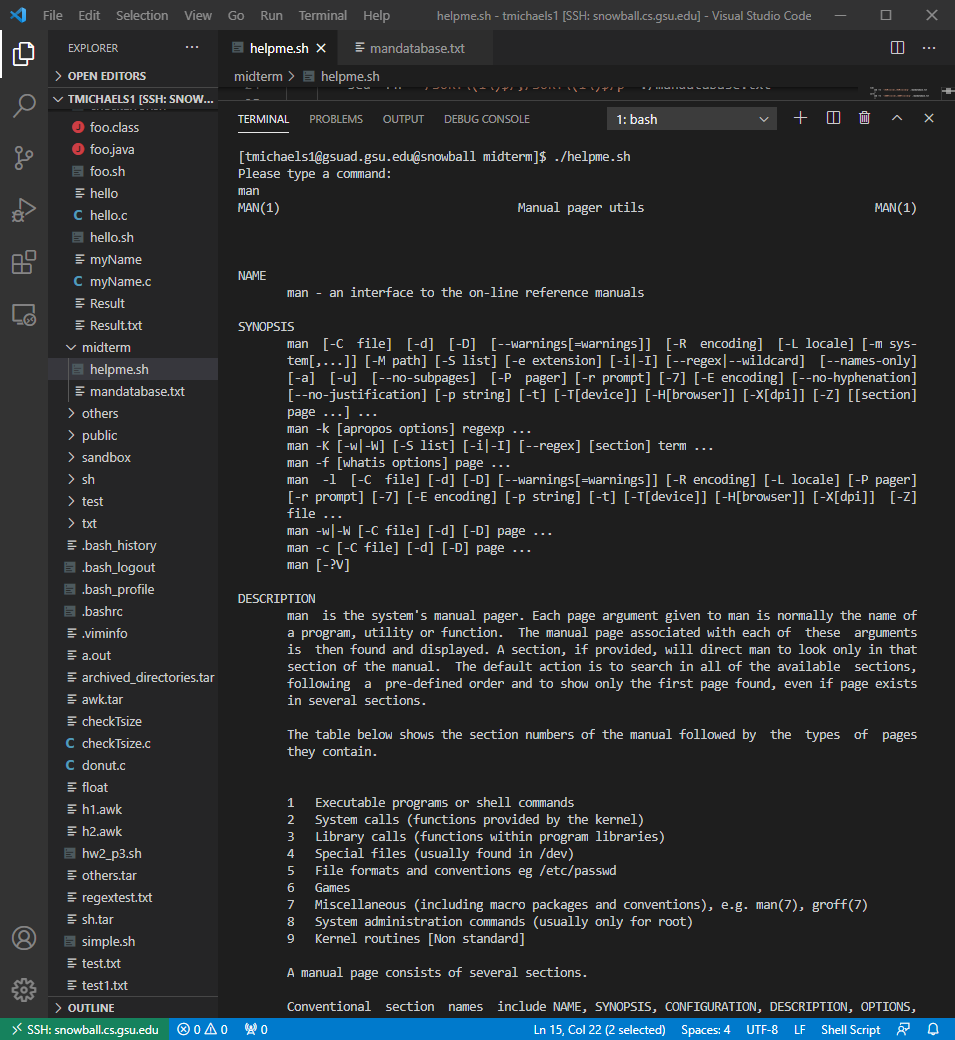 File Edit Selection View Go Run Terminal Help helpme.sh - tmichaels1 [SSH: snowball.cs.gsu.edu] - Visual Studio Code
EXPLORER
OPEN EDITORS
TMICHAELS1 [SSH: SNOW...
foo.class
foo.java
foo.sh
hello
hello.c
hello.sh
myName
myName.c
Result
Result.txt
midterm
helpme.sh
mandatabase.txt
others
public
sandbox
sh
test
txt
.bash_history
.bash_logout
.bash_profile
.bashrc
.viminfo
a.out
archived_directories.tar
awk.tar
checkTsize
checkTsize.c
donut.c
float
h1.awk
h2.awk
hw2_p3.sh
others.tar
regextest.txt
sh.tar
simple.sh
test.txt
test1.txt
OUTLINE
helpme.sh mandatabase.txt
midterm > helpme.sh
TERMINAL PROBLEMS OUTPUT DEBUG CONSOLE 1: bash
[tmichaels1@gsuad.gsu.edu@snowball midterm]$ ./helpme.sh
Please type a command:
man
MAN(1) Manual pager utils MAN(1)
NAME
man - an interface to the on-line reference manuals
SYNOPSIS
man [-C file] [-d] [-D] [--warnings[=warnings]] [-R encoding] [-L locale] [-m sys-
tem[,...]] [-M path] [-S list] [-e extension] [-i|-I] [--regex|--wildcard] [--names-only]
[-a] [-u] [--no-subpages] [-P pager] [-r prompt] [-7] [-E encoding] [--no-hyphenation]
[--no-justification] [-p string] [-t] [-T[device]] [-H[browser]] [-X[dpi]] [-Z] [[section]
page ...] ...
man -k [apropos options] regexp ...
man -K [-w|-W] [-S list] [-i|-I] [--regex] [section] term ...
man -f [whatis options] page ...
man -l [-C file] [-d] [-D] [--warnings[=warnings]] [-R encoding] [-L locale] [-P pager]
[-r prompt] [-7] [-E encoding] [-p string] [-t] [-T[device]] [-H[browser]] [-X[dpi]] [-Z]
file ...
man -w|-W [-C file] [-d] [-D] page ...
man -c [-C file] [-d] [-D] page ...
man [-?V]
DESCRIPTION
man is the system's manual pager. Each page argument given to man is normally the name of
a program, utility or function. The manual page associated with each of these arguments
is then found and displayed. A section, if provided, will direct man to look only in that
section of the manual. The default action is to search in all of the available sections,
following a pre-defined order and to show only the first page found, even if page exists
in several sections.
The table below shows the section numbers of the manual followed by the types of pages
they contain.
1 Executable programs or shell commands
2 System calls (functions provided by the kernel)
3 Library calls (functions within program libraries)
4 Special files (usually found in /dev)
5 File formats and conventions eg /etc/passwd
6 Games
7 Miscellaneous (including macro packages and conventions), e.g. man(7), groff(7)
8 System administration commands (usually only for root)
9 Kernel routines [Non standard]
A manual page consists of several sections.
Conventional section names include NAME, SYNOPSIS, CONFIGURATION, DESCRIPTION, OPTIONS,
SSH: snowball.cs.gsu.edu 0 0 0 Ln 15, Col 22 (2 selected) Spaces: 4 UTF-8 LF Shell Script